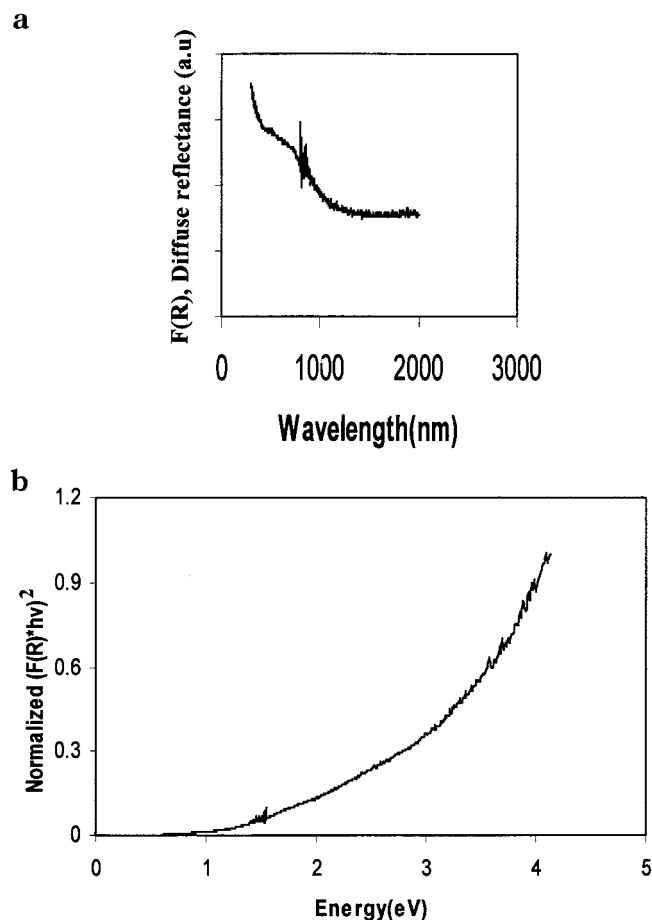 a
F(R), Diffuse reflectance (a.u)
0 1000 2000 3000
Wavelength(nm)
b
Normalized (F(R)*hv)²
1.2
0.9
0.6
0.3
0
0 1 2 3 4 5
Energy(eV)